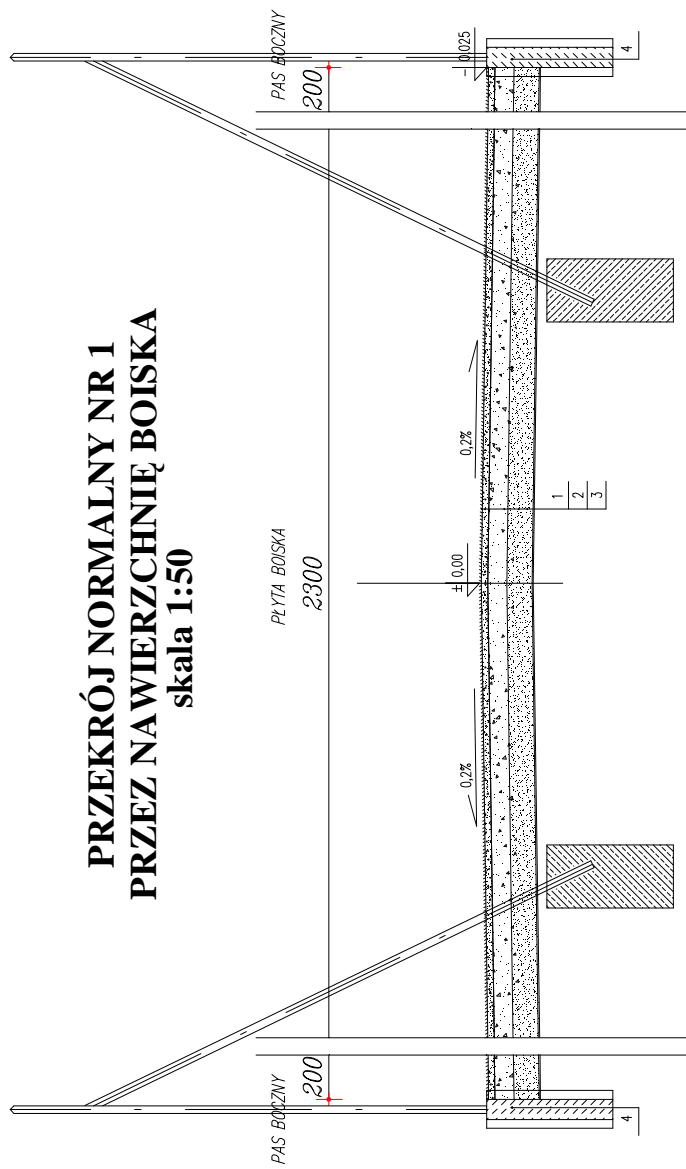 PRZEKRÓJ NORMALNY NR 1
PRZEZ NAWIERZCHNIĘ BOISKA
skala 1:50
PAS BOCZNY
200
PŁYTA BOISKA
2300
PAS BOCZNY
200
0,2%
± 0,00
0,2%
- 0,025
1
2
3
4
4